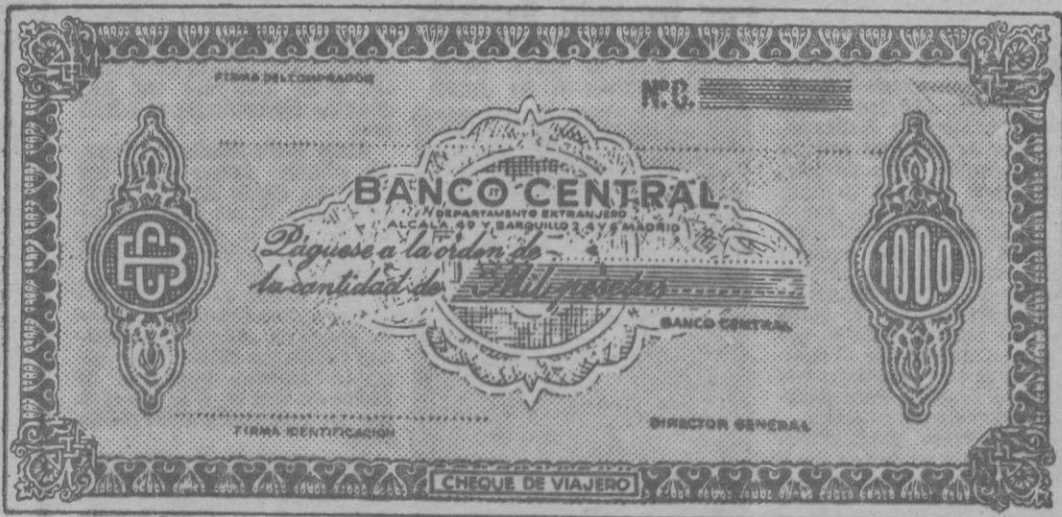 FIRMA DEL COMPRADOR
Nº C.
BANCO CENTRAL
DEPARTAMENTO EXTRANJERO
ALCALA, 49 Y BARQUILLO 2, 4 Y 6 MADRID
Páguese a la orden de
la cantidad de Mil pesetas
1000
BANCO CENTRAL
FIRMA IDENTIFICACIÓN
DIRECTOR GENERAL
CHEQUE DE VIAJERO